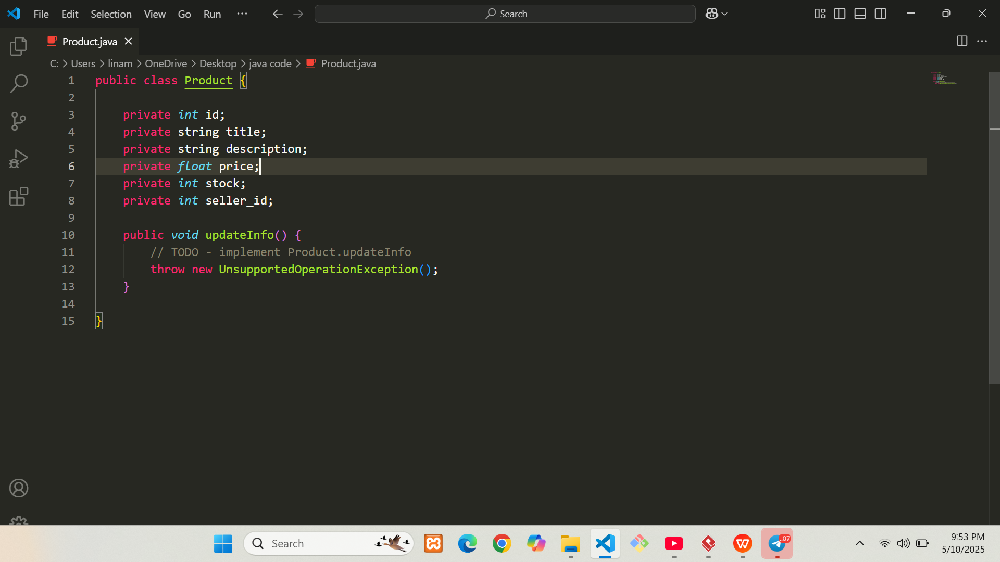 File Edit Selection View Go Run ··· Search
Product.java
C: > Users > linam > OneDrive > Desktop > java code > Product.java
1 public class Product {
2
3 private int id;
4 private string title;
5 private string description;
6 private float price;
7 private int stock;
8 private int seller_id;
9
10 public void updateInfo() {
11 // TODO - implement Product.updateInfo
12 throw new UnsupportedOperationException();
13 }
14
15 }
Search
..07
9:53 PM
5/10/2025